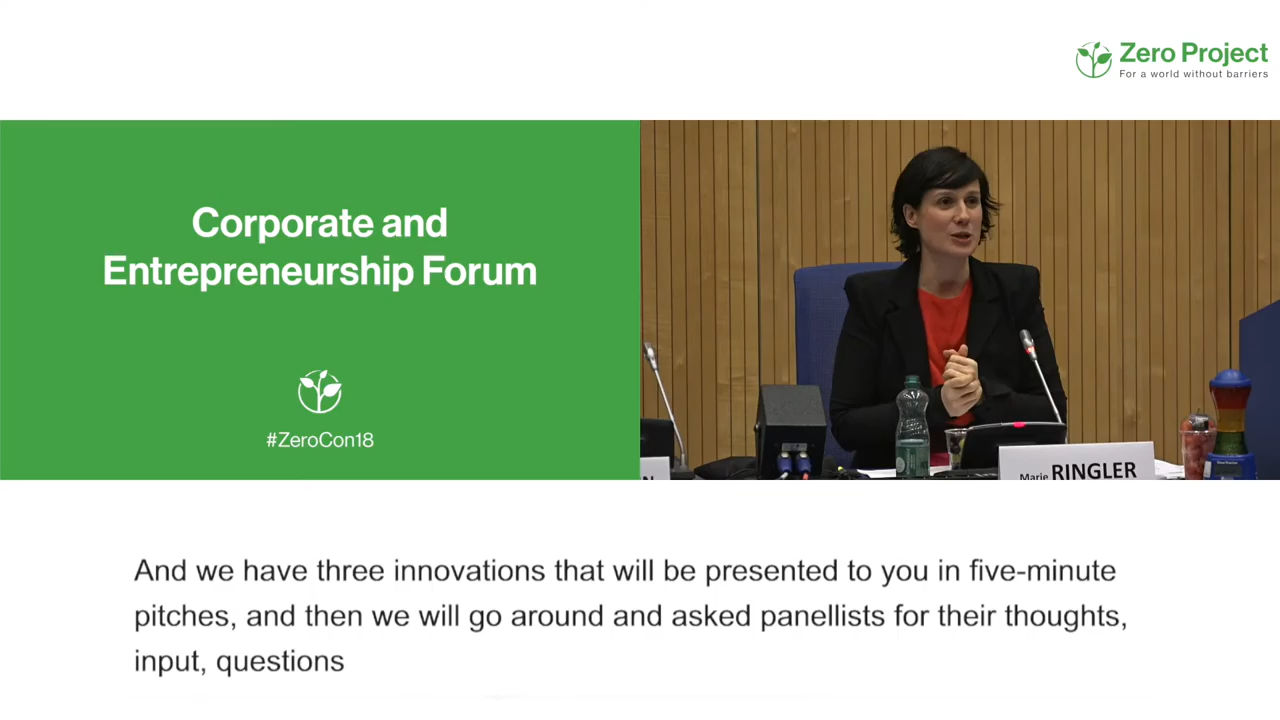 Zero Project
For a world without barriers
Corporate and
Entrepreneurship Forum
#ZeroCon18
N
Marie RINGLER
And we have three innovations that will be presented to you in five-minute
pitches, and then we will go around and asked panellists for their thoughts,
input, questions